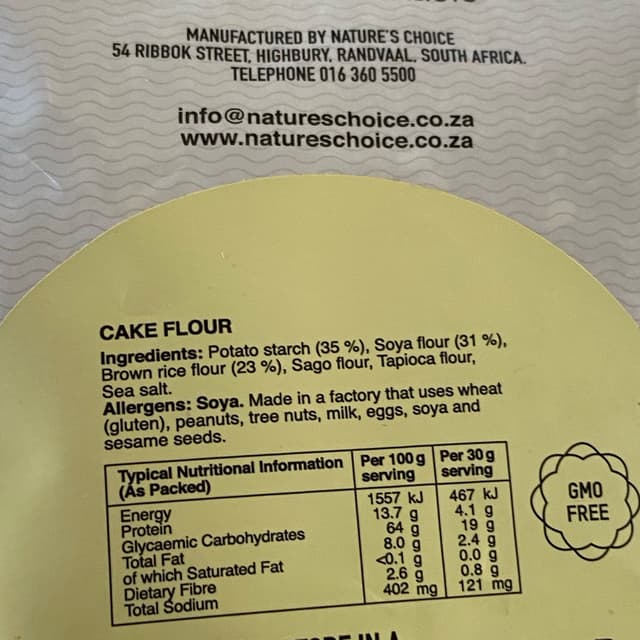 MANUFACTURED BY NATURE'S CHOICE
54 RIBBOK STREET, HIGHBURY, RANDVAAL, SOUTH AFRICA.
TELEPHONE 016 360 5500
info@natureschoice.co.za
www.natureschoice.co.za
CAKE FLOUR
Ingredients: Potato starch (35 %), Soya flour (31 %),
Brown rice flour (23 %), Sago flour, Tapioca flour,
Sea salt.
Allergens: Soya. Made in a factory that uses wheat
(gluten), peanuts, tree nuts, milk, eggs, soya and
sesame seeds.
Typical Nutritional Information Per 100 g Per 30 g
(As Packed) serving serving
Energy 1557 kJ 467 kJ
Protein 13.7 g 4.1 g
Glycaemic Carbohydrates 64 g 19 g
Total Fat 8.0 g 2.4 g
of which Saturated Fat <0.1 g 0.0 g
Dietary Fibre 2.6 g 0.8 g
Total Sodium 402 mg 121 mg
GMO
FREE
IN A